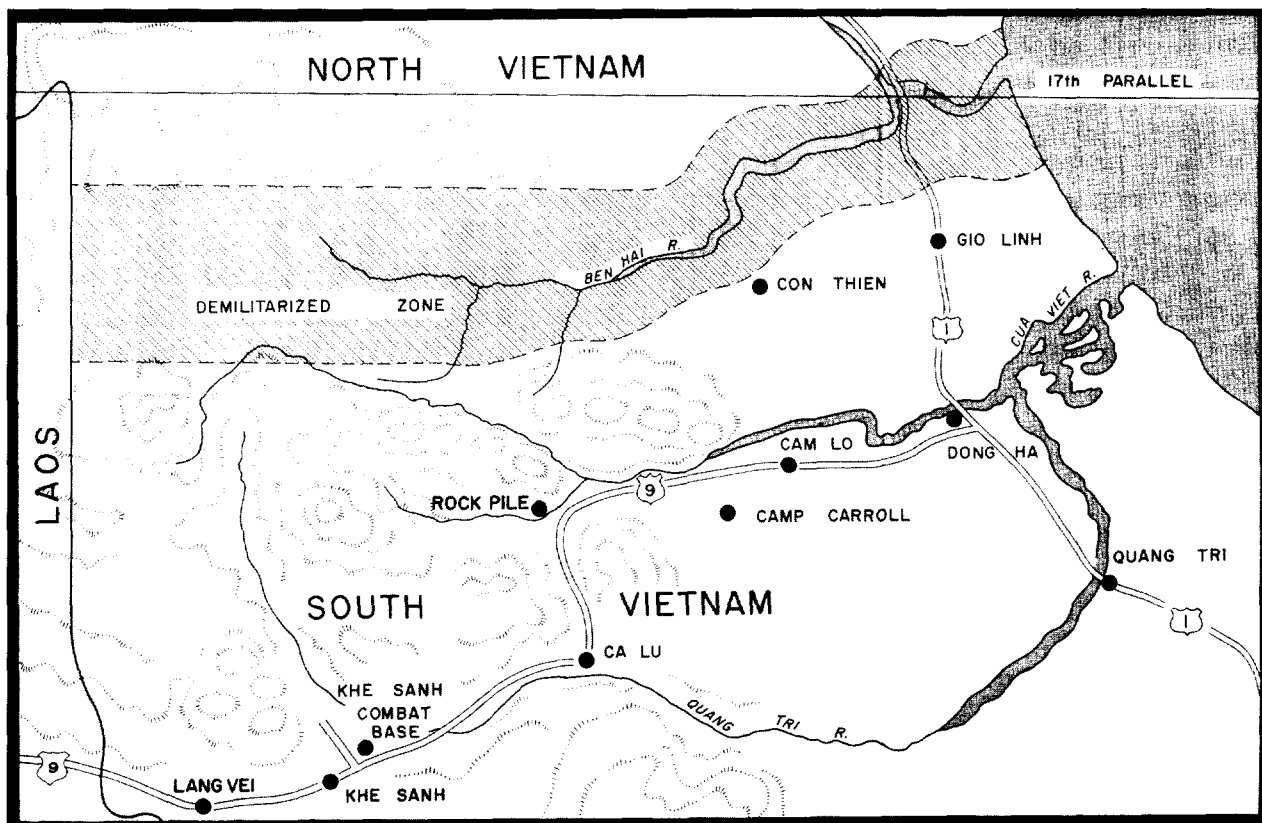 NORTH VIETNAM
17th PARALLEL
BEN HAI R.
GIO LINH
CON THIEN
DEMILITARIZED ZONE
CUA VIET R.
1
LAOS
CAM LO
DONG HA
9
ROCK PILE
CAMP CARROLL
QUANG TRI
SOUTH VIETNAM
1
CA LU
KHE SANH
COMBAT
BASE
QUANG TRI R.
9
LANG VEI
KHE SANH